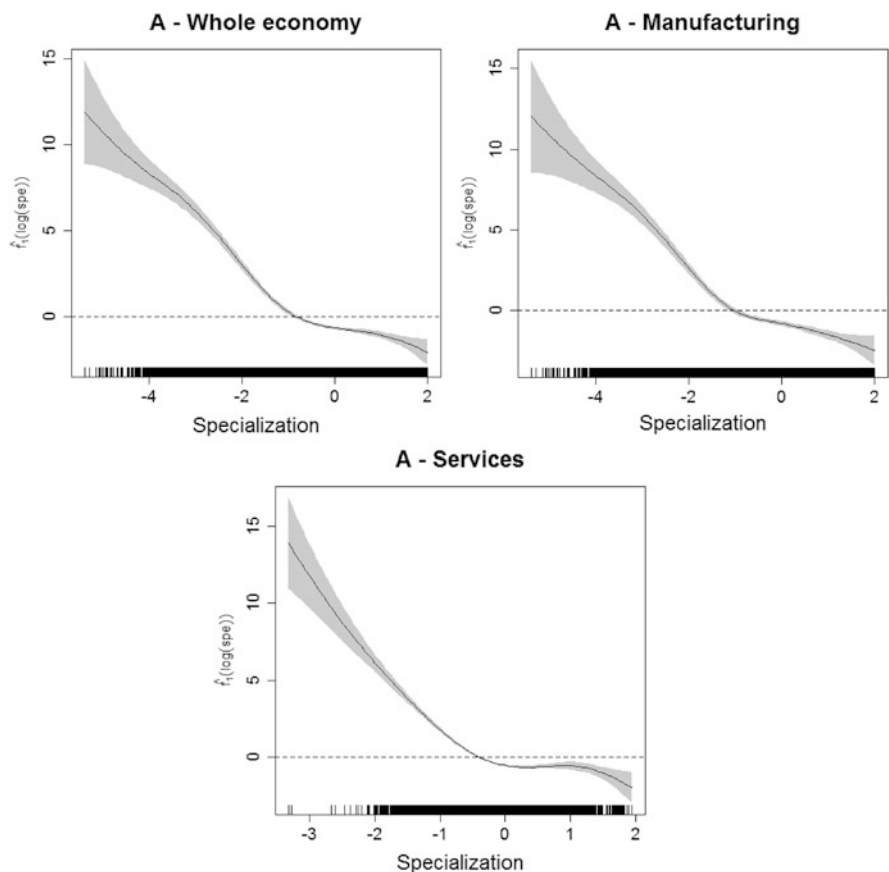 A - Whole economy
f̂₁(log(spe))
15
10
5
0
-4
-2
0
2
Specialization
A - Manufacturing
f̂₁(log(spe))
15
10
5
0
-4
-2
0
2
Specialization
A - Services
f̂₁(log(spe))
15
10
5
0
-3
-2
-1
0
1
2
Specialization